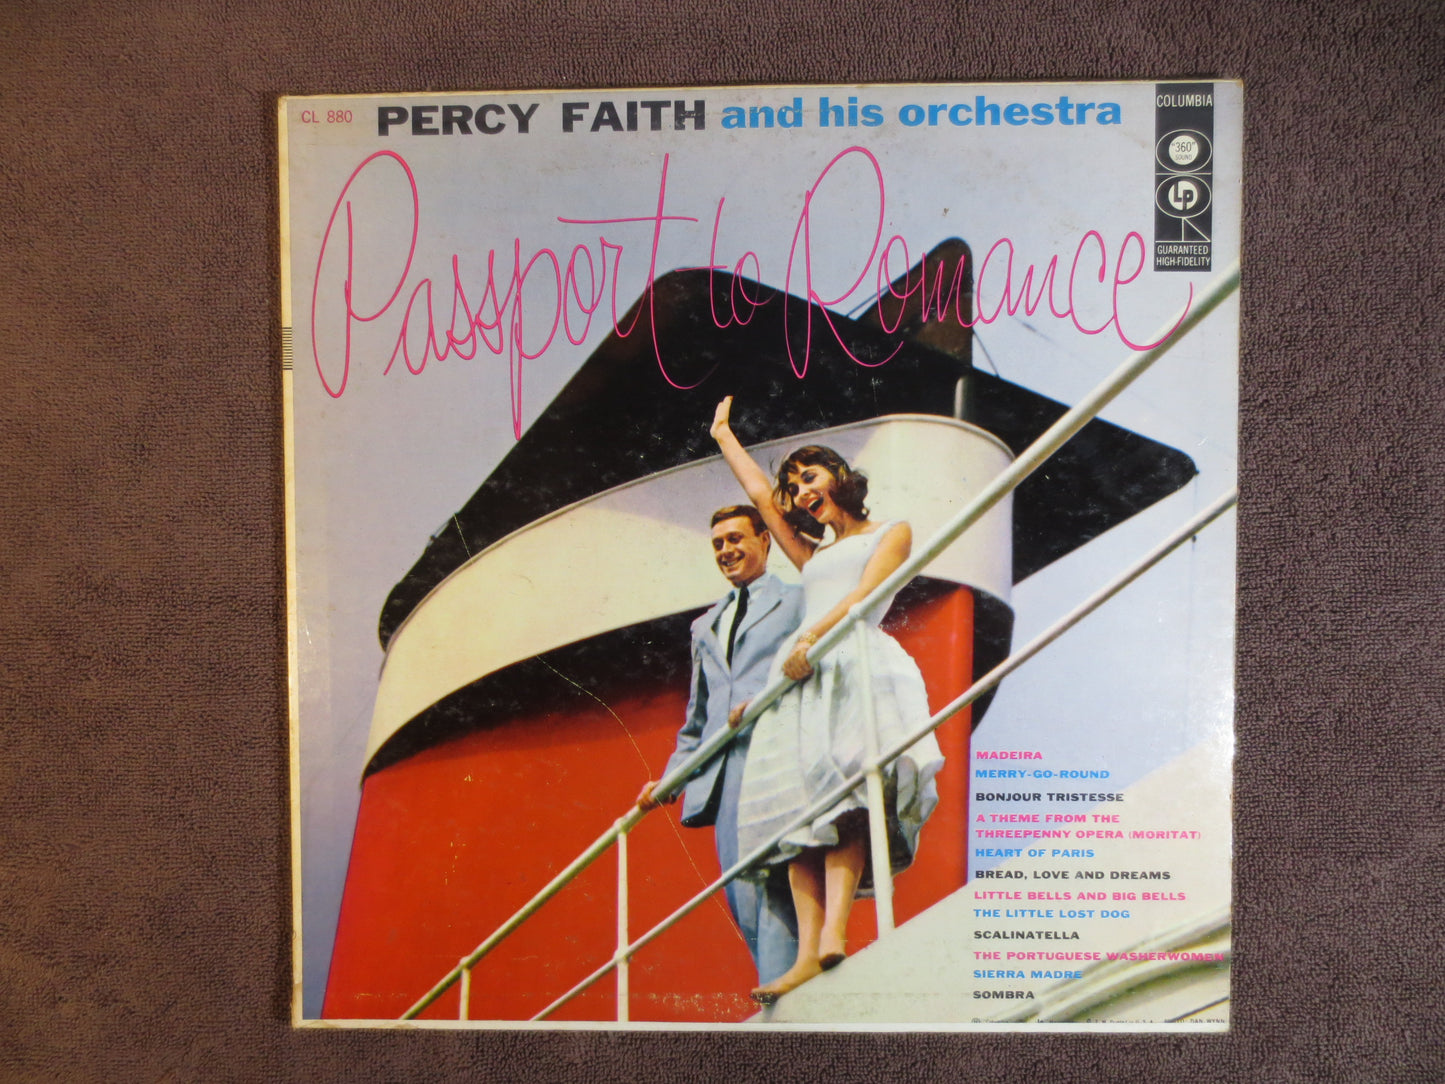 CL 880
PERCY FAITH and his orchestra
COLUMBIA
"360"
SOUND
LP
GUARANTEED
HIGH-FIDELITY
Passport to Romance
MADEIRA
MERRY-GO-ROUND
BONJOUR TRISTESSE
A THEME FROM THE
THREEPENNY OPERA (MORITAT)
HEART OF PARIS
BREAD, LOVE AND DREAMS
LITTLE BELLS AND BIG BELLS
THE LITTLE LOST DOG
SCALINATELLA
THE PORTUGUESE WASHERWOMEN
SIERRA MADRE
SOMBRA
DAN WYNN